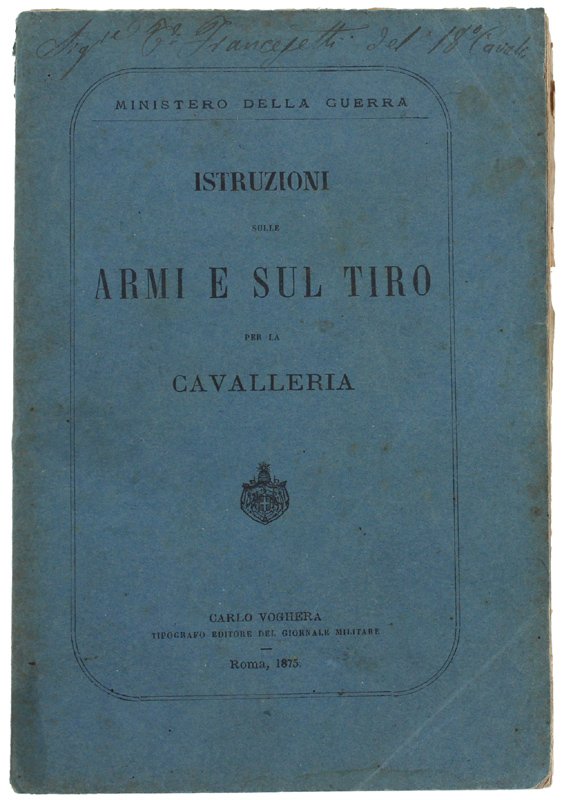 Francesetti del 18°
MINISTERO DELLA GUERRA
ISTRUZIONI
SULLE
ARMI E SUL TIRO
PER LA
CAVALLERIA
CARLO VOGHERA
TIPOGRAFO EDITORE DEL GIORNALE MILITARE
Roma, 1875.